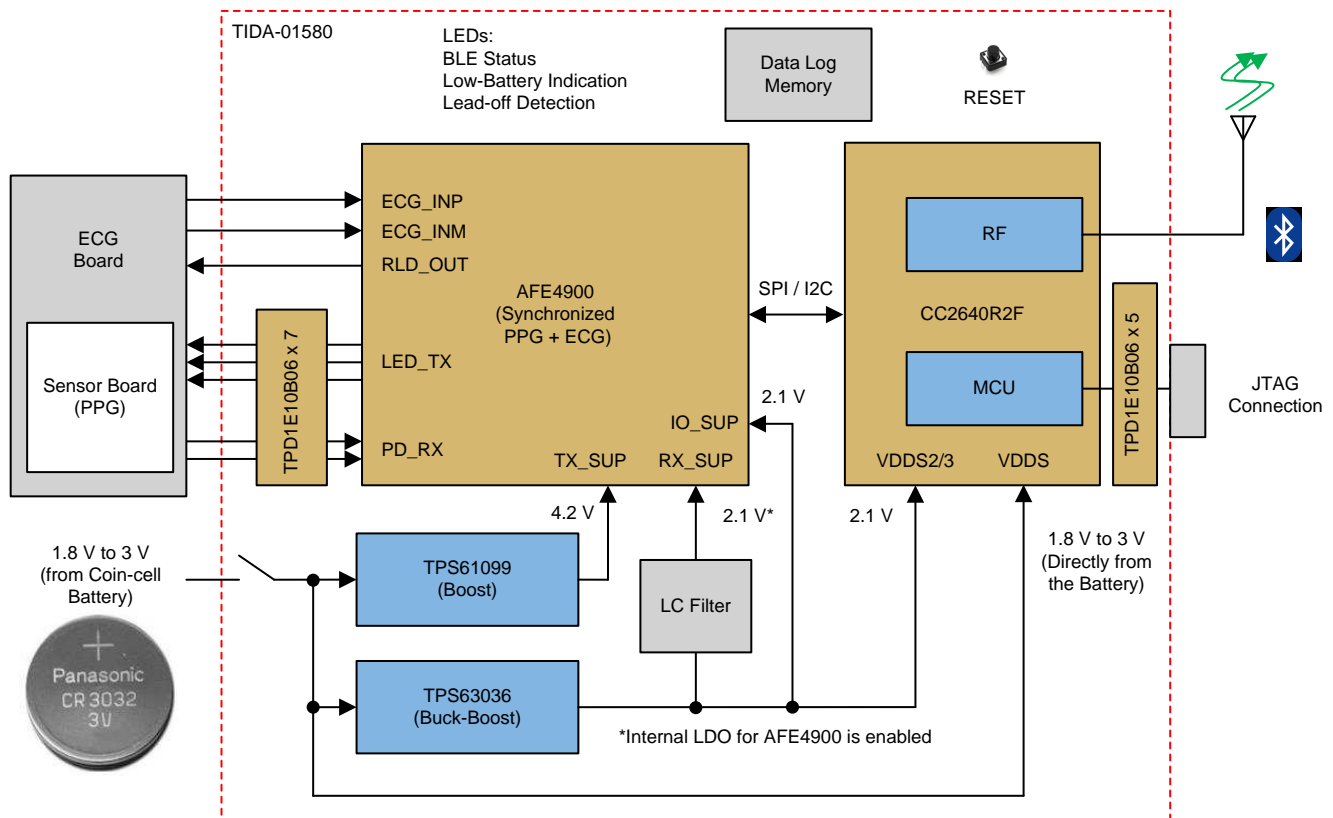 TIDA-01580
LEDs:
BLE Status
Low-Battery Indication
Lead-off Detection
Data Log
Memory
RESET
ECG
Board
Sensor Board
(PPG)
TPD1E10B06 x 7
ECG_INP
ECG_INM
RLD_OUT
LED_TX
PD_RX
AFE4900
(Synchronized
PPG + ECG)
IO_SUP
TX_SUP
RX_SUP
SPI / I2C
RF
CC2640R2F
MCU
VDDS2/3
VDDS
TPD1E10B06 x 5
JTAG
Connection
2.1 V
4.2 V
2.1 V*
2.1 V
1.8 V to 3 V
(Directly from
the Battery)
1.8 V to 3 V
(from Coin-cell
Battery)
TPS61099
(Boost)
LC Filter
TPS63036
(Buck-Boost)
*Internal LDO for AFE4900 is enabled
Panasonic
CR3032
3V